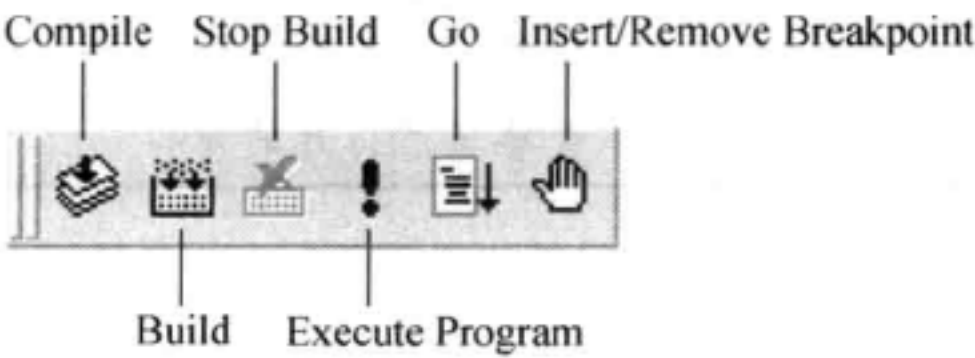 Compile Stop Build Go Insert/Remove Breakpoint
Build Execute Program